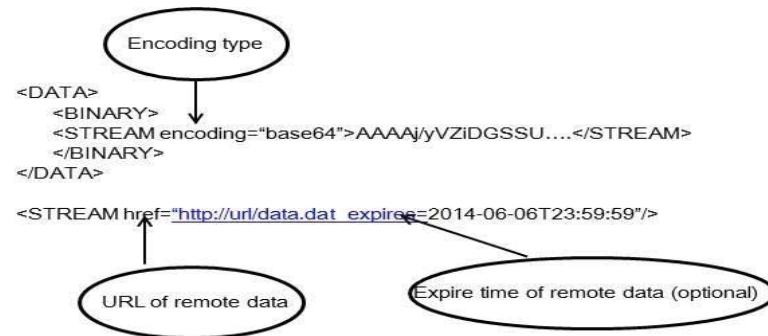 Encoding type
<DATA>
<BINARY>
<STREAM encoding=“base64”>AAAAj/yVZiDGSSU....</STREAM>
</BINARY>
</DATA>
<STREAM href=“http://url/data.dat expires=2014-06-06T23:59:59”/>
URL of remote data
Expire time of remote data (optional)